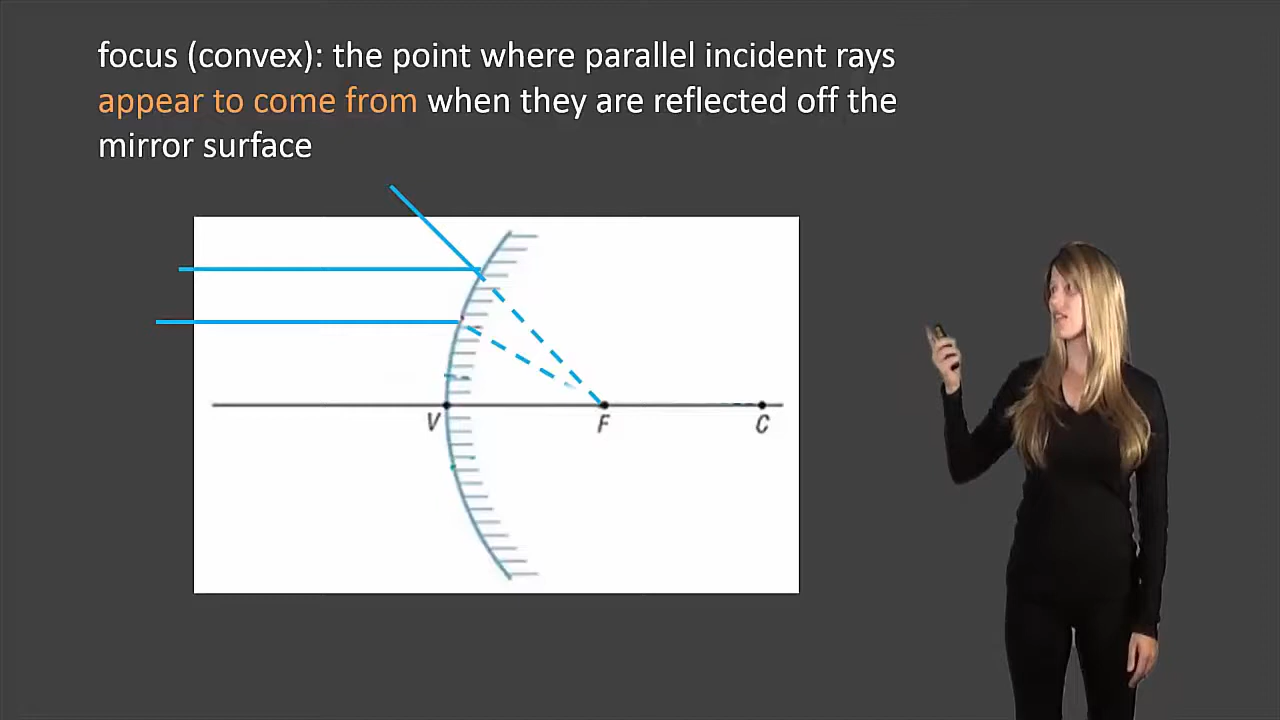 focus (convex): the point where parallel incident rays
appear to come from when they are reflected off the
mirror surface
V F C